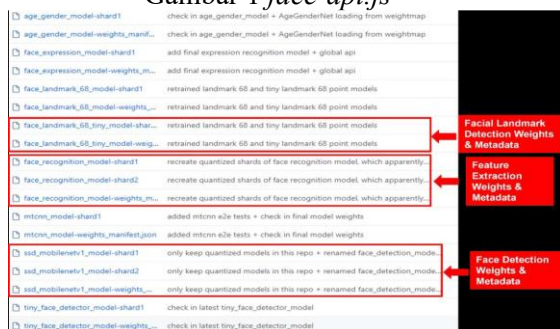 Gambar 1 face-api.js
age_gender_model-shard1 check in age_gender_model + AgeGenderNet loading from weightmap
age_gender_model-weights_manif... check in age_gender_model + AgeGenderNet loading from weightmap
face_expression_model-shard1 add final expression recognition model + global api
face_expression_model-weights_m... add final expression recognition model + global api
face_landmark_68_model-shard1 retrained landmark 68 and tiny landmark 68 point models
face_landmark_68_model-weights_... retrained landmark 68 and tiny landmark 68 point models
face_landmark_68_tiny_model-shar... retrained landmark 68 and tiny landmark 68 point models
face_landmark_68_tiny_model-weig... retrained landmark 68 and tiny landmark 68 point models
Facial Landmark
Detection Weights
& Metadata
face_recognition_model-shard1 recreate quantized shards of face recognition model, which apparently...
face_recognition_model-shard2 recreate quantized shards of face recognition model, which apparently...
face_recognition_model-weights_m... recreate quantized shards of face recognition model, which apparently...
Feature
Extraction
Weights &
Metadata
mtcnn_model-shard1 added mtcnn e2e tests + check in final model weights
mtcnn_model-weights_manifest.json added mtcnn e2e tests + check in final model weights
ssd_mobilenetv1_model-shard1 only keep quantized models in this repo + renamed face_detection_mode...
ssd_mobilenetv1_model-shard2 only keep quantized models in this repo + renamed face_detection_mode...
ssd_mobilenetv1_model-weights_... only keep quantized models in this repo + renamed face_detection_mode...
Face Detection
Weights &
Metadata
tiny_face_detector_model-shard1 check in latest tiny_face_detector_model
tiny_face_detector_model-weights_... check in latest tiny_face_detector_model